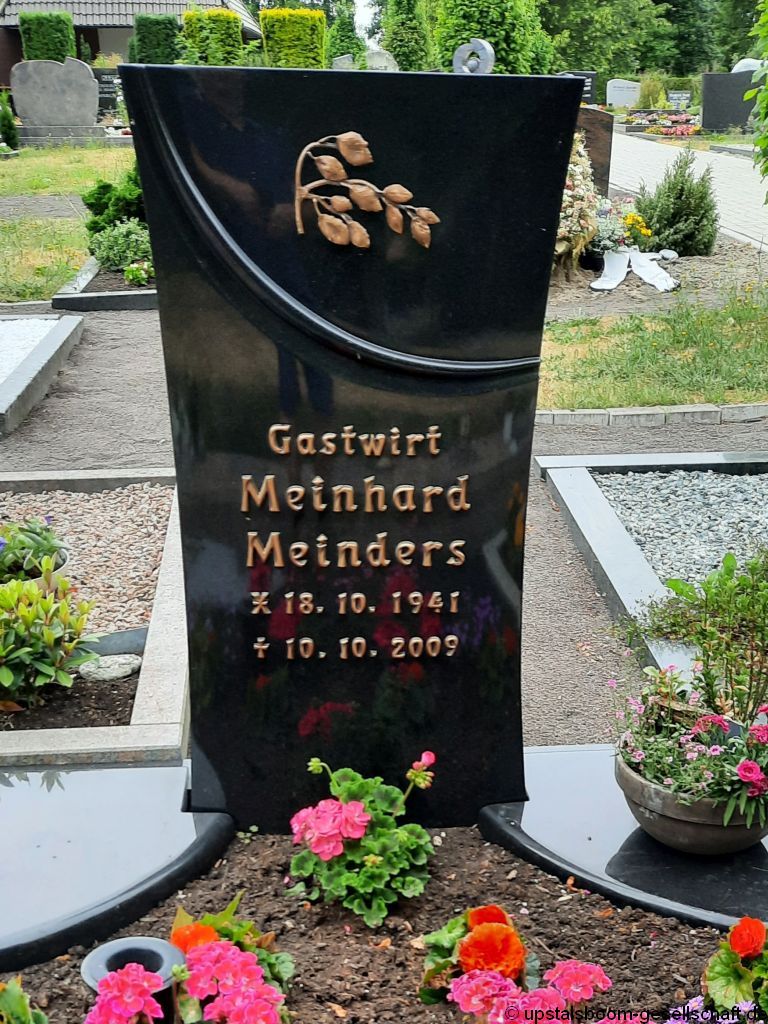 Gastwirt
Meinhard
Meinders
* 18. 10. 1941
† 10. 10. 2009
© upstalsboom-gesellschaft.de